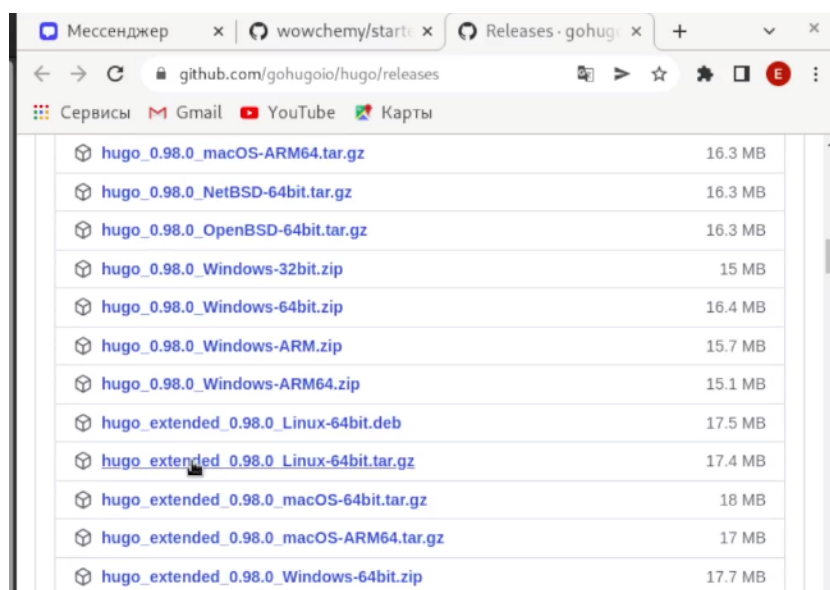 Мессенджер wowchemy/starte Releases · gohugo
github.com/gohugoio/hugo/releases E
Сервисы Gmail YouTube Карты
hugo_0.98.0_macOS-ARM64.tar.gz 16.3 MB
hugo_0.98.0_NetBSD-64bit.tar.gz 16.3 MB
hugo_0.98.0_OpenBSD-64bit.tar.gz 16.3 MB
hugo_0.98.0_Windows-32bit.zip 15 MB
hugo_0.98.0_Windows-64bit.zip 16.4 MB
hugo_0.98.0_Windows-ARM.zip 15.7 MB
hugo_0.98.0_Windows-ARM64.zip 15.1 MB
hugo_extended_0.98.0_Linux-64bit.deb 17.5 MB
hugo_extended_0.98.0_Linux-64bit.tar.gz 17.4 MB
hugo_extended_0.98.0_macOS-64bit.tar.gz 18 MB
hugo_extended_0.98.0_macOS-ARM64.tar.gz 17 MB
hugo_extended_0.98.0_Windows-64bit.zip 17.7 MB